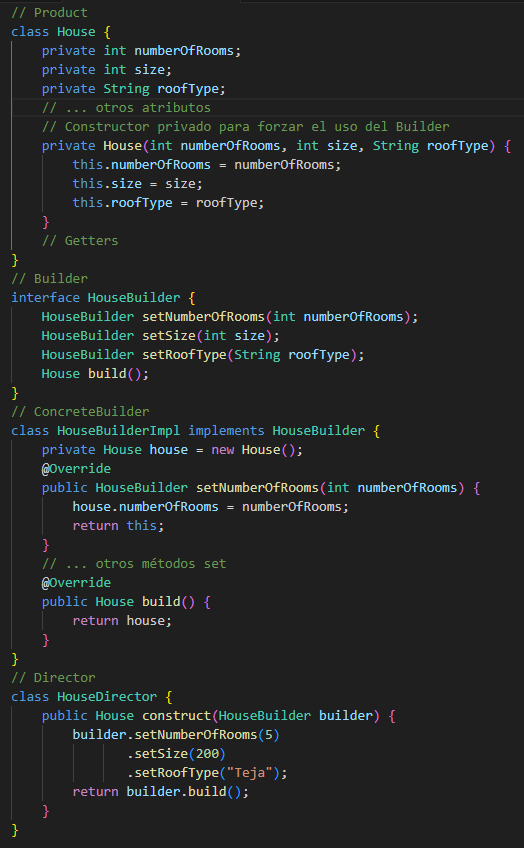 // Product
class House {
    private int numberOfRooms;
    private int size;
    private String roofType;
    // ... otros atributos
    // Constructor privado para forzar el uso del Builder
    private House(int numberOfRooms, int size, String roofType) {
        this.numberOfRooms = numberOfRooms;
        this.size = size;
        this.roofType = roofType;
    }
    // Getters
}
// Builder
interface HouseBuilder {
    HouseBuilder setNumberOfRooms(int numberOfRooms);
    HouseBuilder setSize(int size);
    HouseBuilder setRoofType(String roofType);
    House build();
}
// ConcreteBuilder
class HouseBuilderImpl implements HouseBuilder {
    private House house = new House();
    @Override
    public HouseBuilder setNumberOfRooms(int numberOfRooms) {
        house.numberOfRooms = numberOfRooms;
        return this;
    }
    // ... otros métodos set
    @Override
    public House build() {
        return house;
    }
}
// Director
class HouseDirector {
    public House construct(HouseBuilder builder) {
        builder.setNumberOfRooms(5)
                .setSize(200)
                .setRoofType("Teja");
        return builder.build();
    }
}